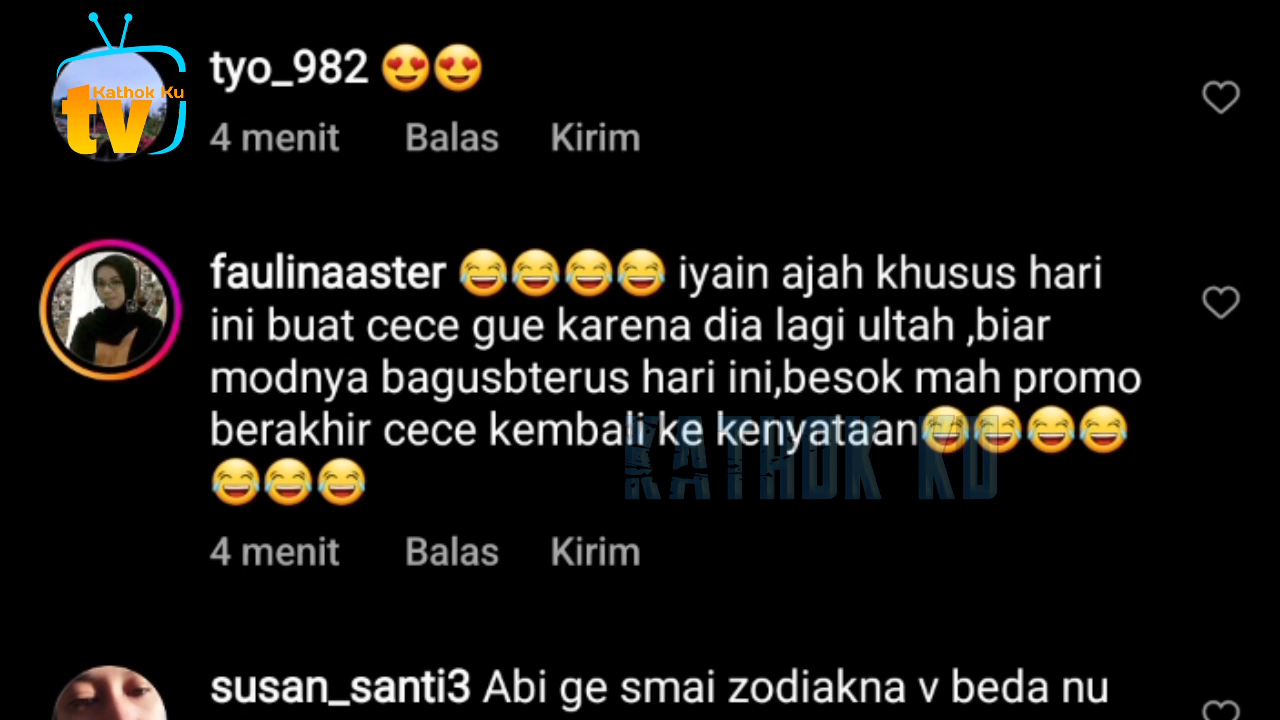 Kathok Ku
tv
tyo_982 😍😍
4 menit Balas Kirim
faulinaaster 😂😂😂😂 iyain ajah khusus hari
ini buat cece gue karena dia lagi ultah ,biar
modnya bagusbterus hari ini,besok mah promo
berakhir cece kembali ke kenyataan😂😂😂😂
😂😂😂
KATHOK KU
4 menit Balas Kirim
susan_santi3 Abi ge smai zodiakna v beda nu